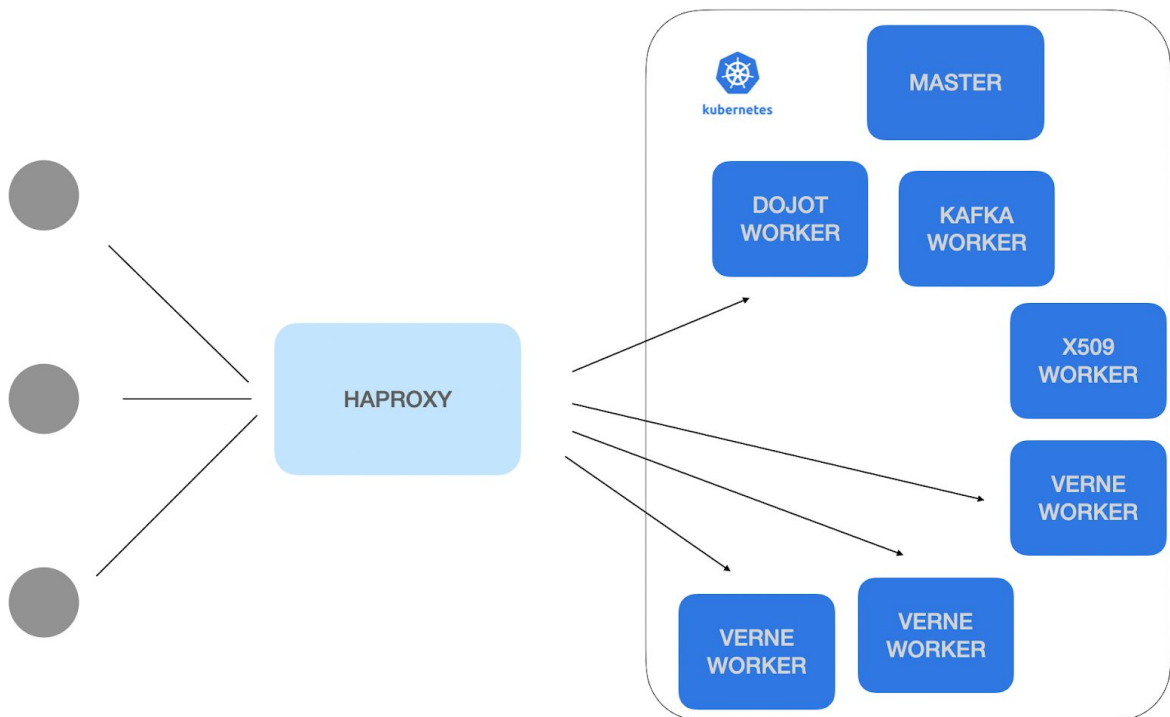 MASTER
kubernetes
DOJOT
WORKER
KAFKA
WORKER
X509
WORKER
HAPROXY
VERNE
WORKER
VERNE
WORKER
VERNE
WORKER